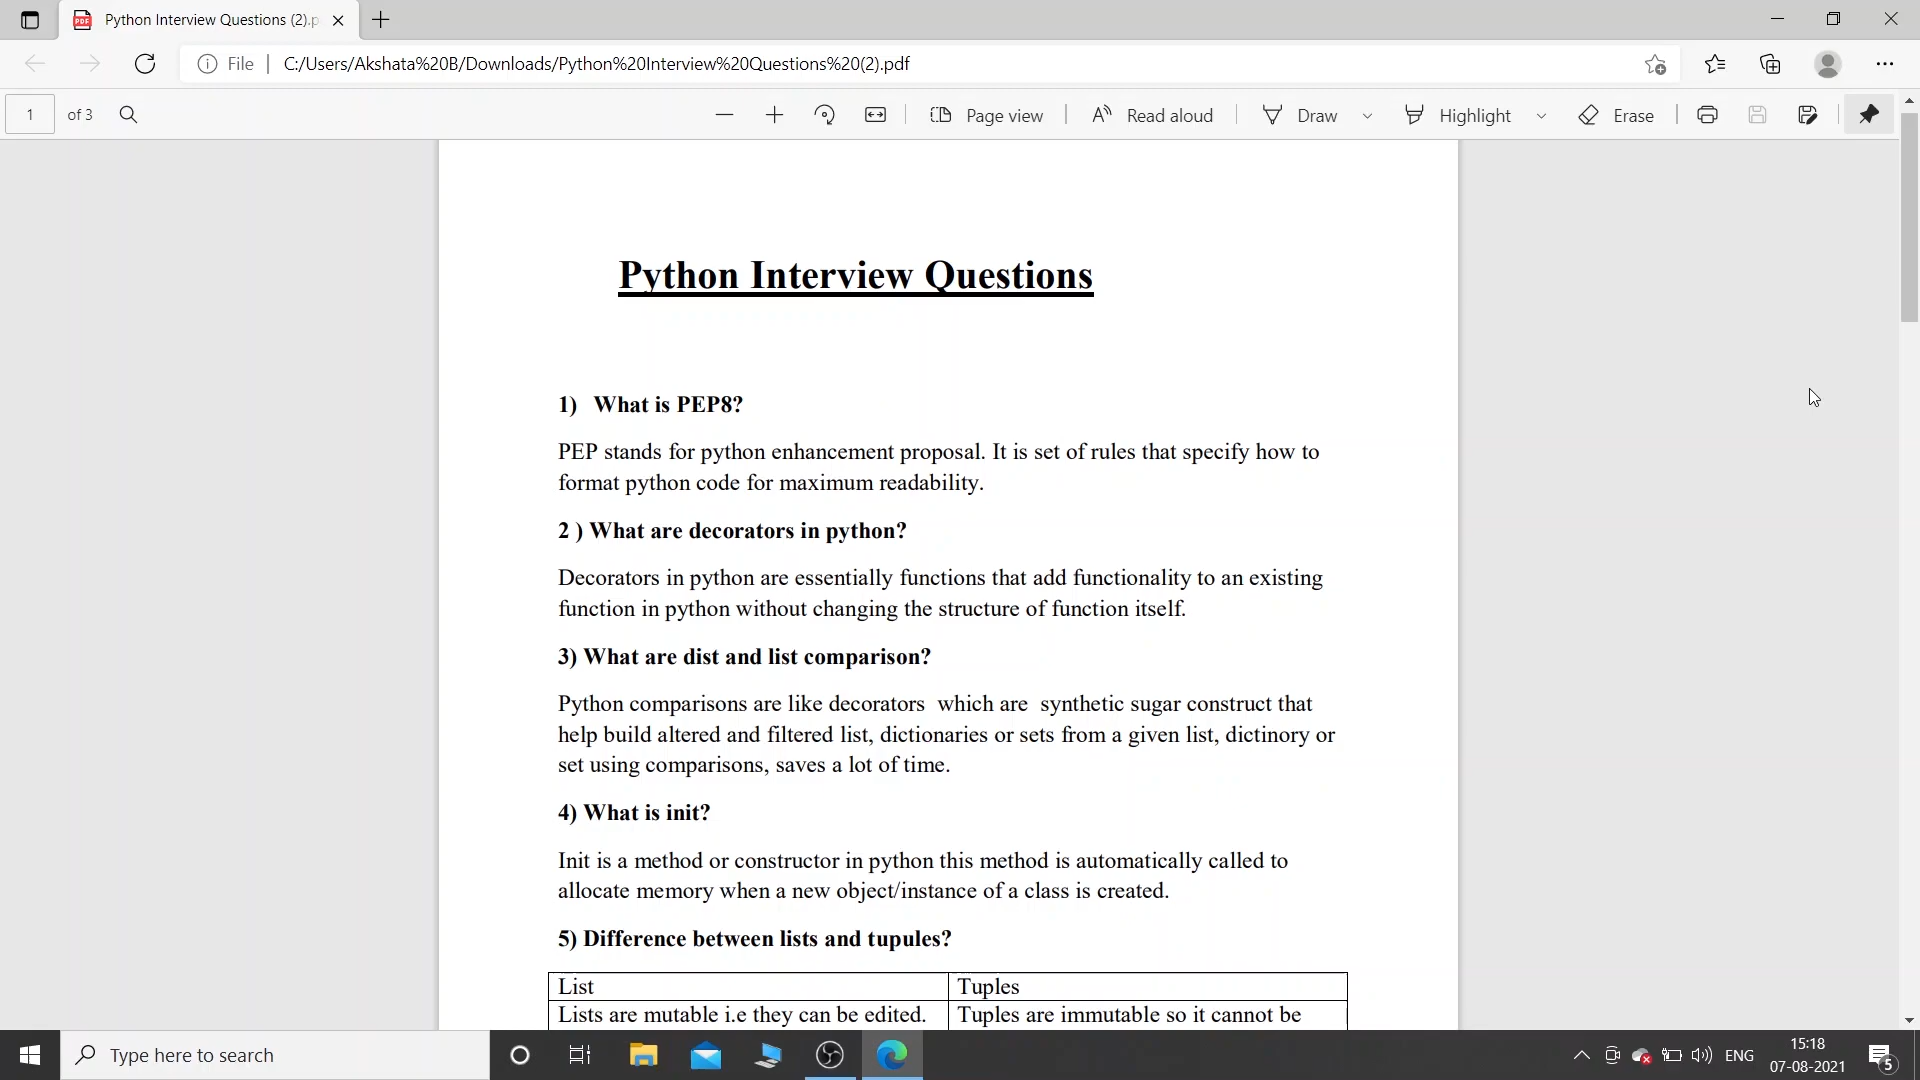 Python Interview Questions (2).p
File
C:/Users/Akshata%20B/Downloads/Python%20Interview%20Questions%20(2).pdf
1 of 3
Page view
Read aloud
Draw
Highlight
Erase
Python Interview Questions
1) What is PEP8?
PEP stands for python enhancement proposal. It is set of rules that specify how to
format python code for maximum readability.
2 ) What are decorators in python?
Decorators in python are essentially functions that add functionality to an existing
function in python without changing the structure of function itself.
3) What are dist and list comparison?
Python comparisons are like decorators which are synthetic sugar construct that
help build altered and filtered list, dictionaries or sets from a given list, dictinory or
set using comparisons, saves a lot of time.
4) What is init?
Init is a method or constructor in python this method is automatically called to
allocate memory when a new object/instance of a class is created.
5) Difference between lists and tupules?
List
Tuples
Lists are mutable i.e they can be edited.
Tuples are immutable so it cannot be
Type here to search
ENG
15:18
07-08-2021
5